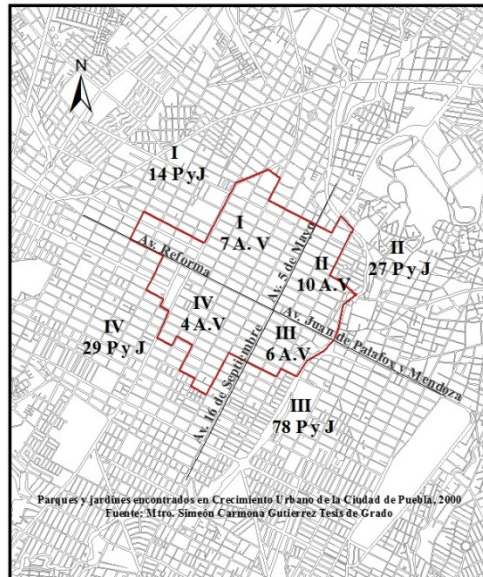 N
I
14 P y J
I
7 A. V
Av. Reforma
Av. 5 de Mayo
II
10 A.V
II
27 P y J
IV
4 A.V
Av. Juan de Palafox y Mendoza
IV
29 P y J
III
6 A.V
Av. 16 de Septiembre
III
78 P y J
Parques y jardines encontrados en Crecimiento Urbano de la Ciudad de Puebla, 2000
Fuente: Mtro. Simeón Carmona Gutierrez Tesis de Grado